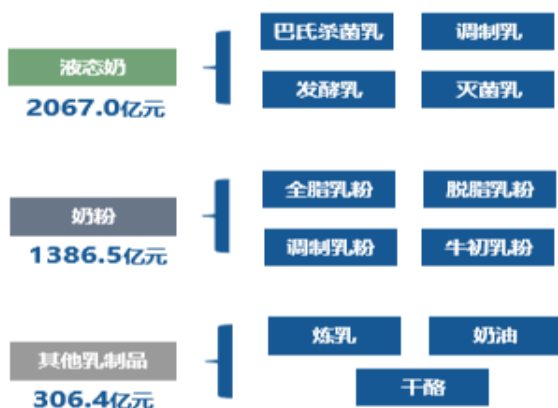 巴氏杀菌乳 调制乳
液态奶
2067.0亿元
发酵乳 灭菌乳
全脂乳粉 脱脂乳粉
奶粉
1386.5亿元
调制乳粉 牛初乳粉
炼乳 奶油
其他乳制品
306.4亿元
干酪